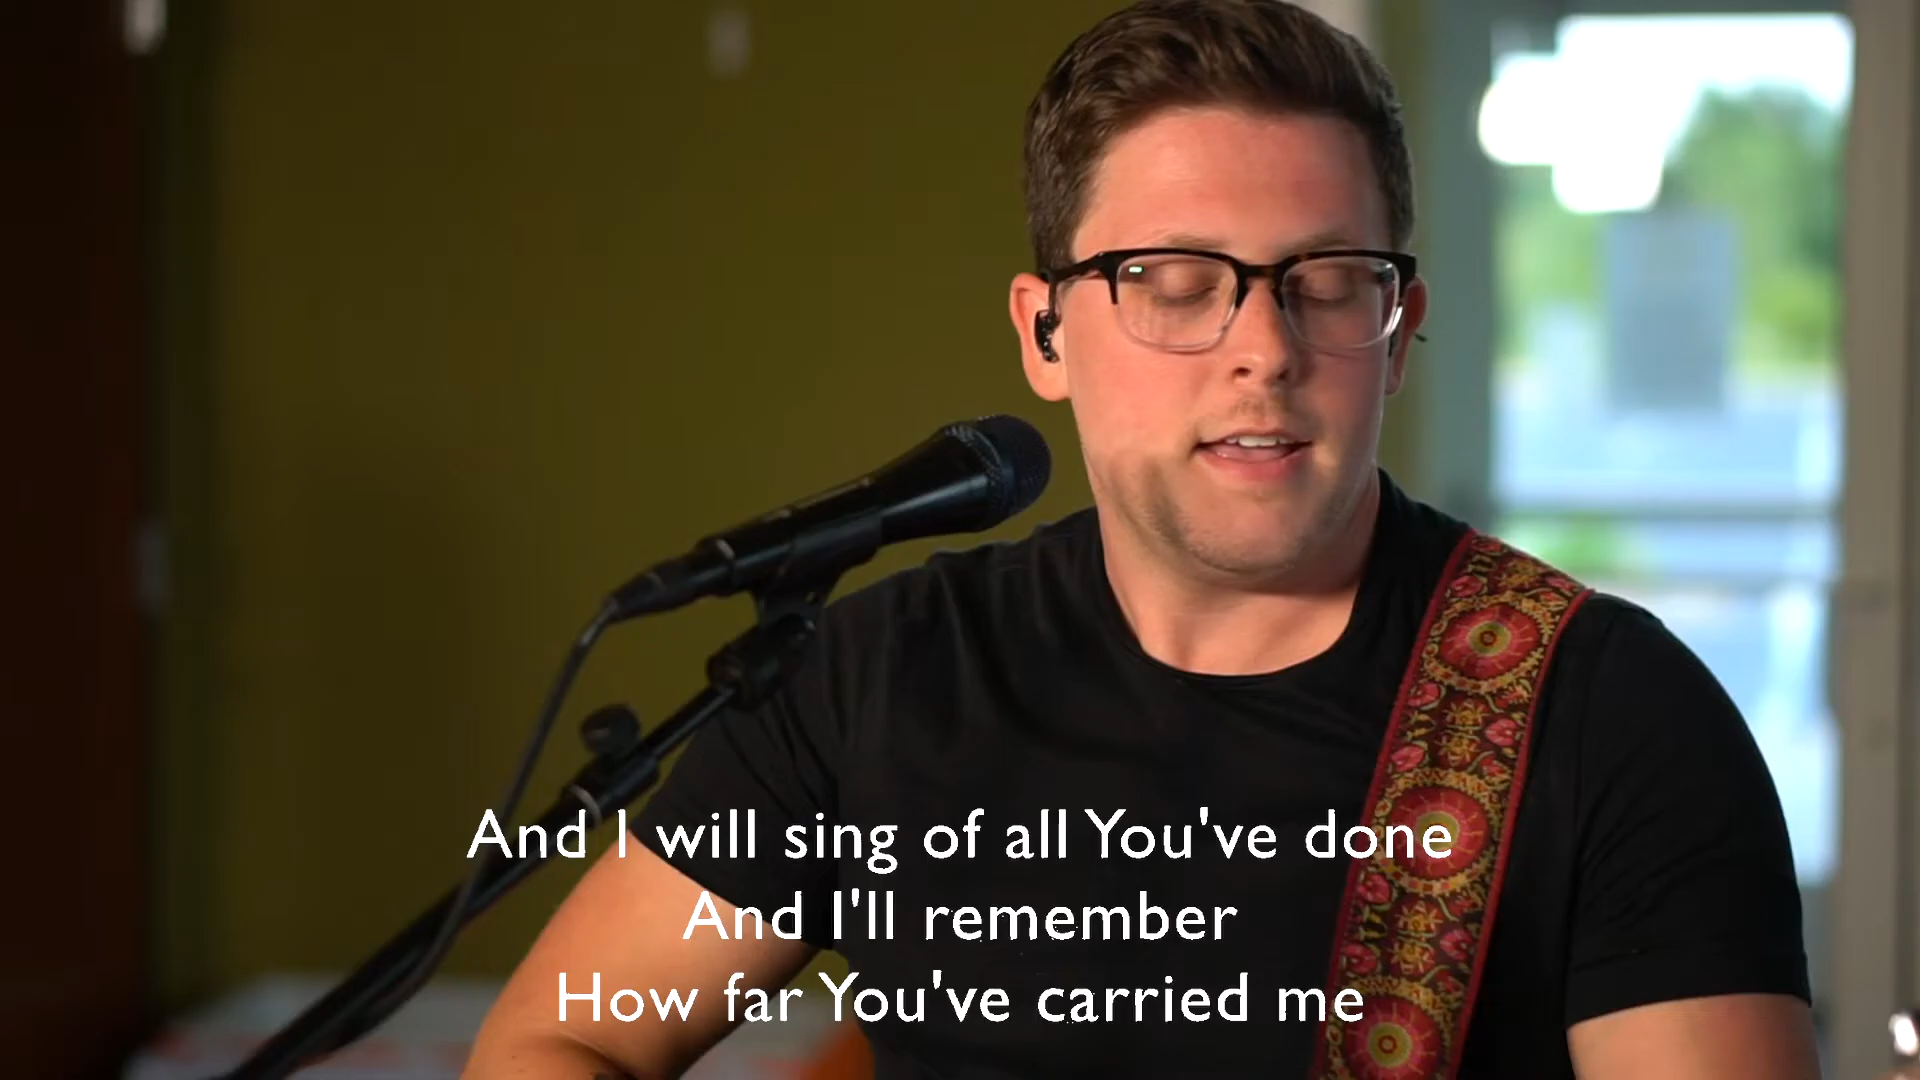 And I will sing of all You've done
And I'll remember
How far You've carried me